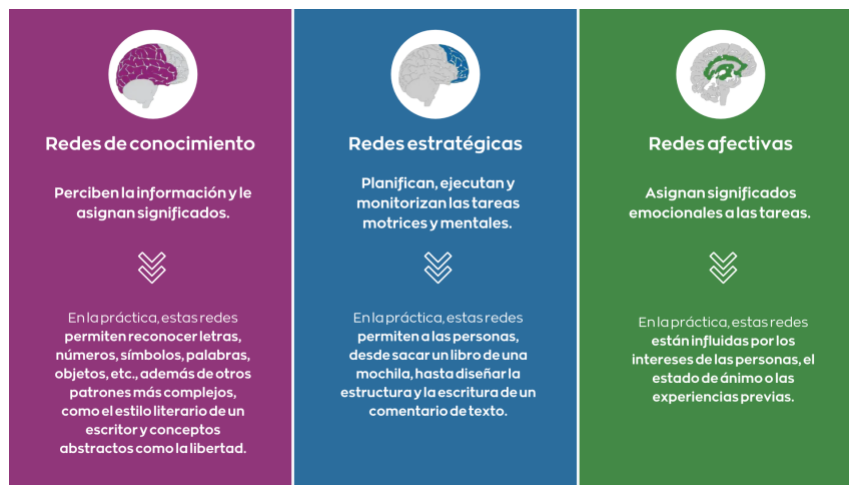 Redes de conocimiento
Perciben la información y le
asignan significados.
En la práctica, estas redes
permiten reconocer letras,
números, símbolos, palabras,
objetos, etc., además de otros
patrones más complejos,
como el estilo literario de un
escritor y conceptos
abstractos como la libertad.
Redes estratégicas
Planifican, ejecutan y
monitorizan las tareas
motrices y mentales.
En la práctica, estas redes
permiten a las personas,
desde sacar un libro de una
mochila, hasta diseñar la
estructura y la escritura de un
comentario de texto.
Redes afectivas
Asignan significados
emocionales a las tareas.
En la práctica, estas redes
están influidas por los
intereses de las personas, el
estado de ánimo o las
experiencias previas.